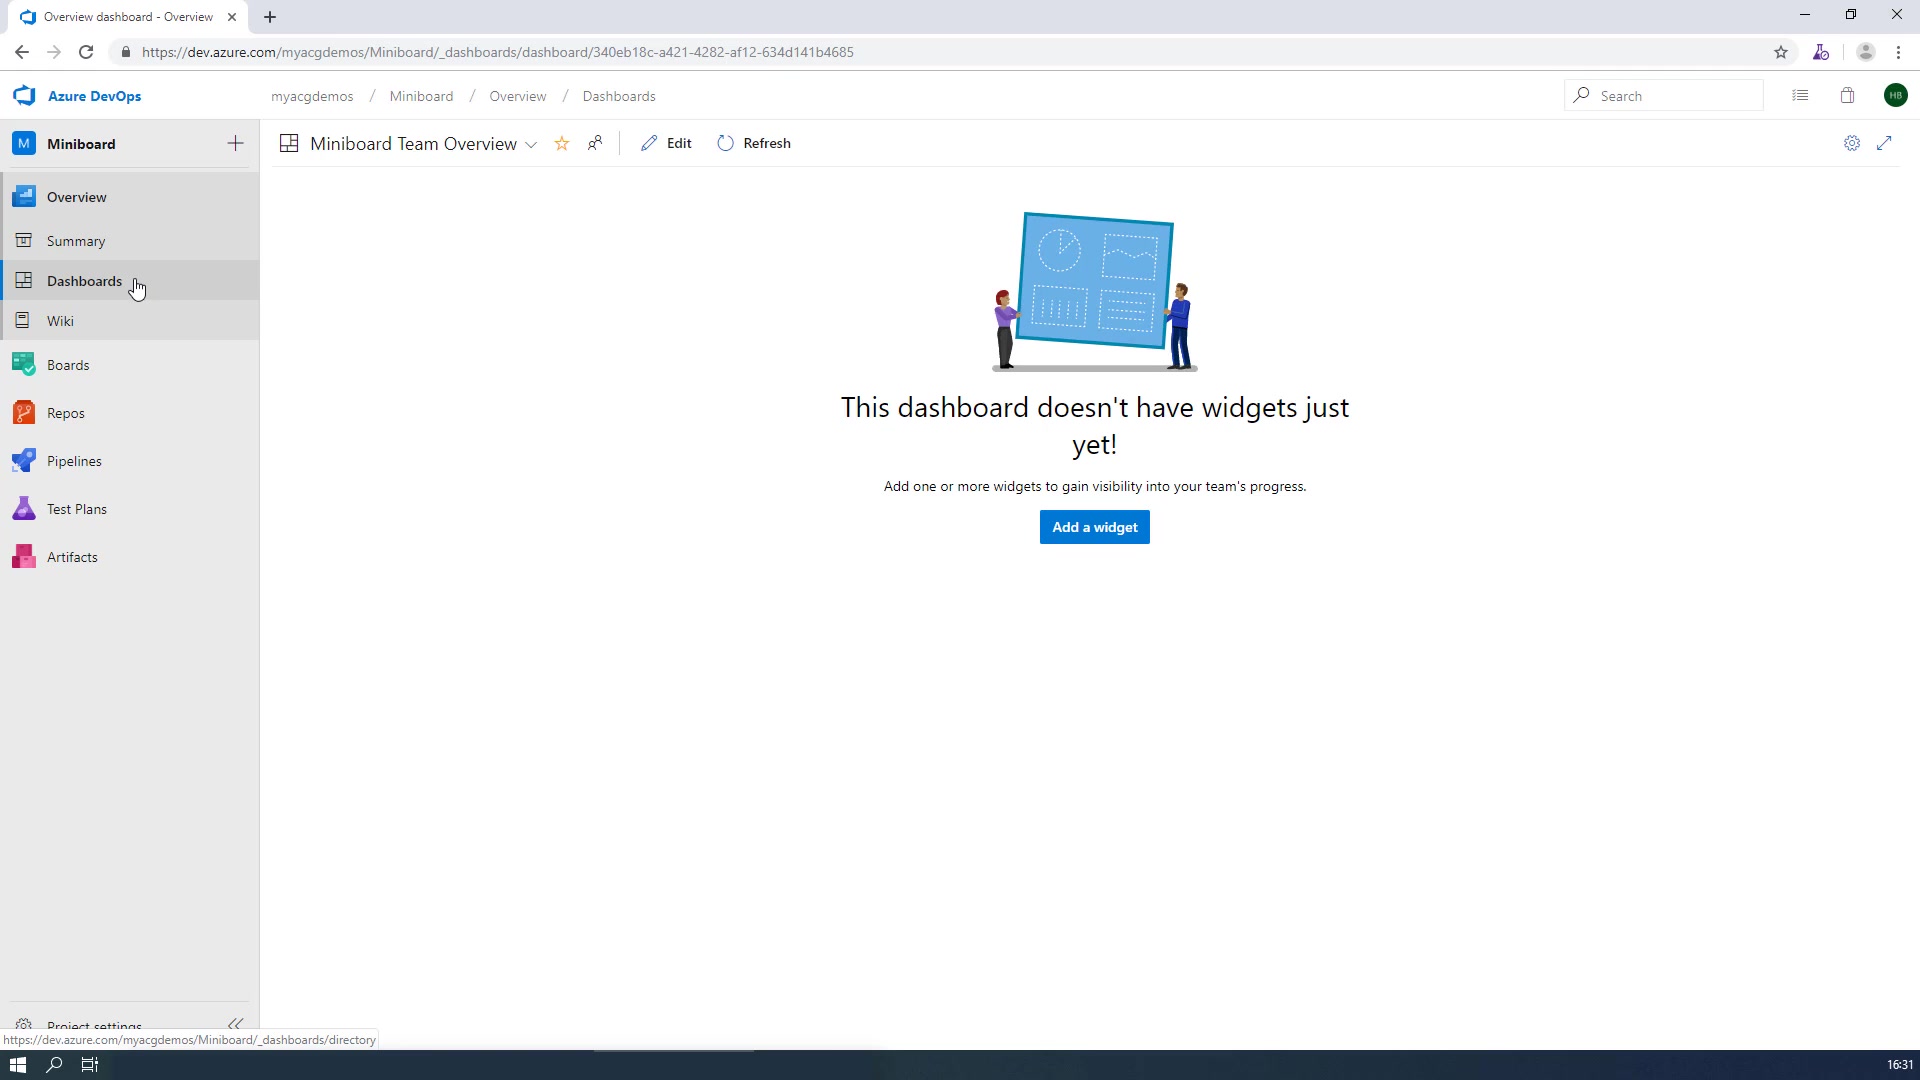 Overview dashboard - Overview
https://dev.azure.com/myacgdemos/Miniboard/_dashboards/dashboard/340eb18c-a421-4282-af12-634d141b4685
Azure DevOps
myacgdemos / Miniboard / Overview / Dashboards
Search
HB
M Miniboard
Miniboard Team Overview
Edit
Refresh
Overview
Summary
Dashboards
Wiki
Boards
Repos
Pipelines
Test Plans
Artifacts
This dashboard doesn't have widgets just
yet!
Add one or more widgets to gain visibility into your team's progress.
Add a widget
Project settings
https://dev.azure.com/myacgdemos/Miniboard/_dashboards/directory
16:31